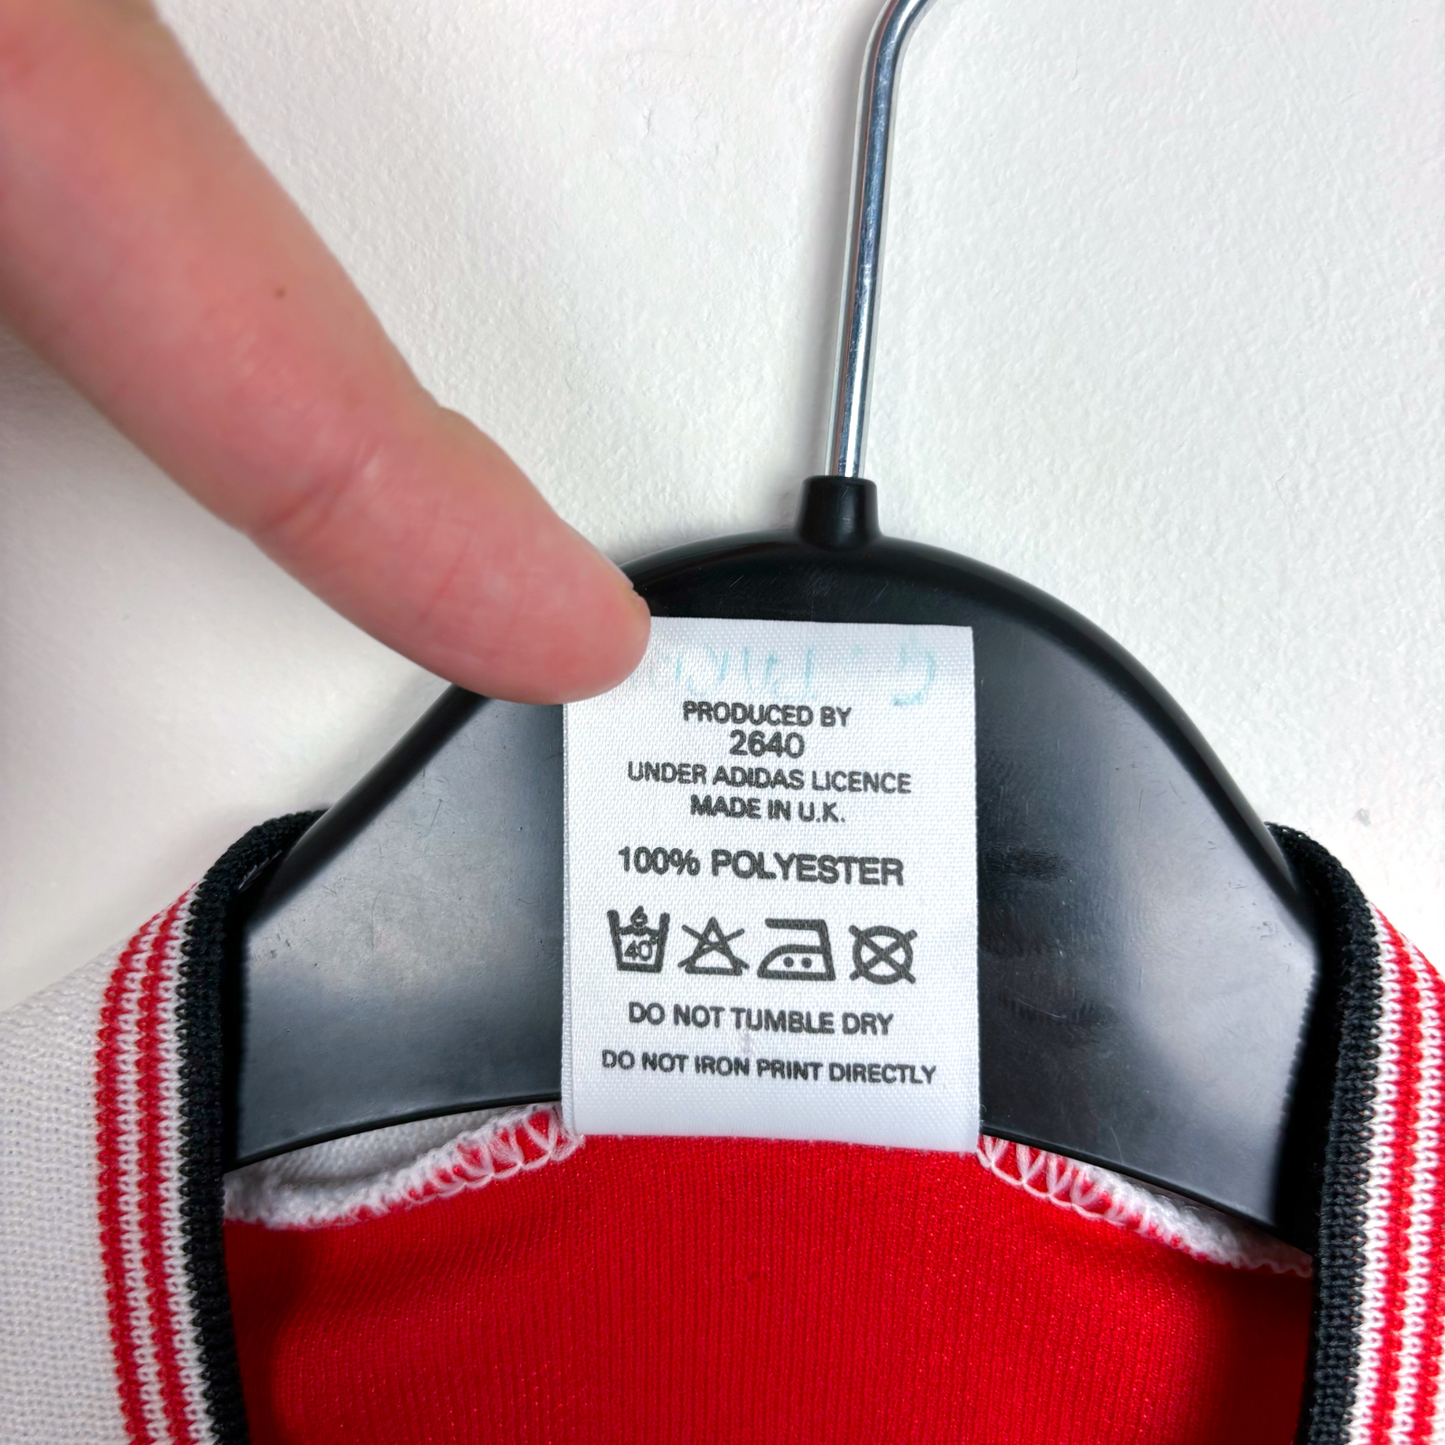 PRODUCED BY
2640
UNDER ADIDAS LICENCE
MADE IN U.K.
100% POLYESTER
40
DO NOT TUMBLE DRY
DO NOT IRON PRINT DIRECTLY